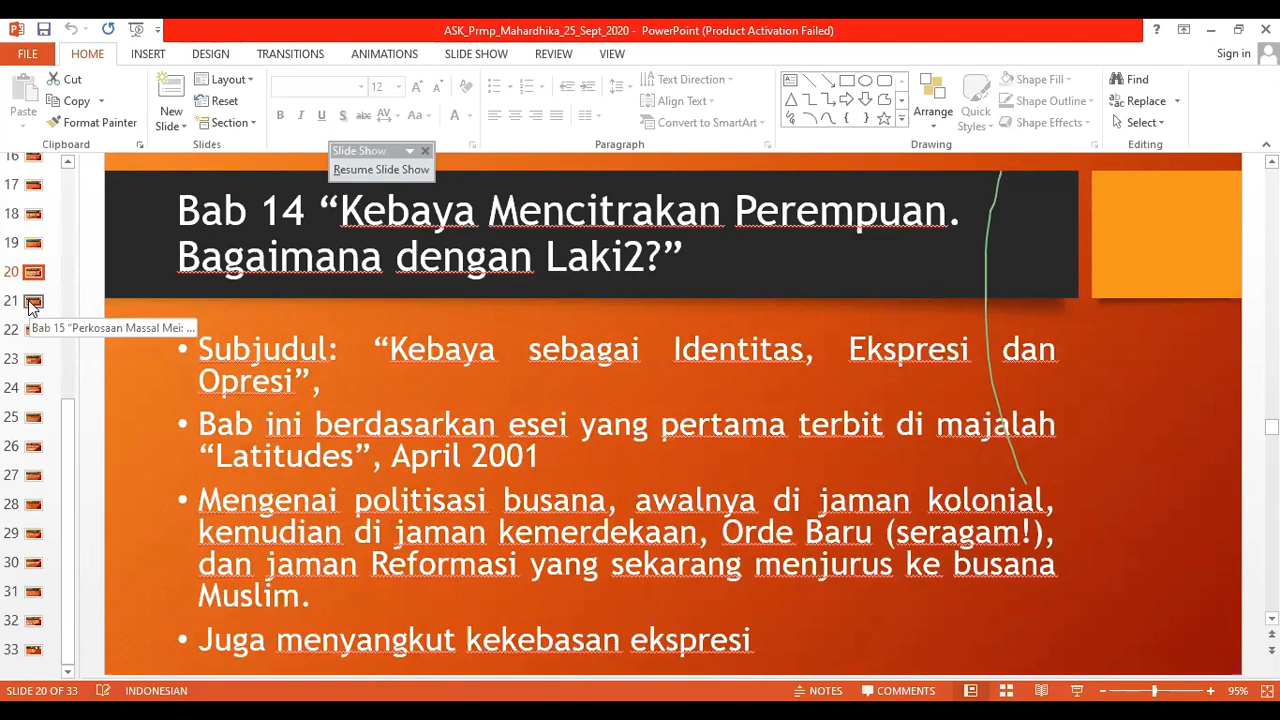 ASK_Prmp_Mahardhika_25_Sept_2020 - PowerPoint (Product Activation Failed)
FILE HOME INSERT DESIGN TRANSITIONS ANIMATIONS SLIDE SHOW REVIEW VIEW Sign in
Paste
Cut
Copy
Format Painter
Clipboard
New Slide
Layout
Reset
Section
Slides
12
B I U S abc AV Aa A
Text Direction
Align Text
Convert to SmartArt
Paragraph
Arrange
Quick Styles
Shape Fill
Shape Outline
Shape Effects
Drawing
Find
Replace
Select
Editing
Slide Show
Resume Slide Show
16
17
18
19
20
21
22
23
24
25
26
27
28
29
30
31
32
33
Bab 15 “Perkosaan Massal Mei: ...
Bab 14 “Kebaya Mencitrakan Perempuan.
Bagaimana dengan Laki2?”
• Subjudul: “Kebaya sebagai Identitas, Ekspresi dan
Opresi”,
• Bab ini berdasarkan esei yang pertama terbit di majalah
“Latitudes”, April 2001
• Mengenai politisasi busana, awalnya di jaman kolonial,
kemudian di jaman kemerdekaan, Orde Baru (seragam!),
dan jaman Reformasi yang sekarang menjurus ke busana
Muslim.
• Juga menyangkut kekebasan ekspresi
SLIDE 20 OF 33 INDONESIAN NOTES COMMENTS 95%